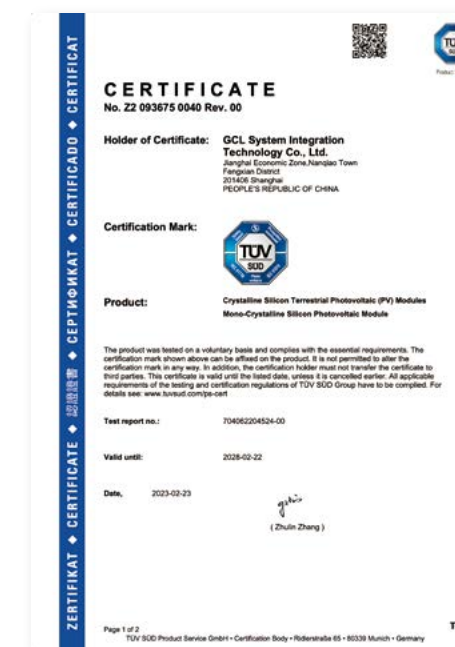 ZERTIFIKAT ◆ CERTIFICATE ◆ 認證證書 ◆ СЕРТИФИКАТ ◆ CERTIFICADO ◆ CERTIFICAT
CERTIFICATE
No. Z2 093675 0040 Rev. 00
Holder of Certificate: GCL System Integration
Technology Co., Ltd.
Jianghai Economic Zone,Nanqiao Town
Fengxian District
201406 Shanghai
PEOPLE'S REPUBLIC OF CHINA
Certification Mark:
TÜV
SÜD
Product: Crystalline Silicon Terrestrial Photovoltaic (PV) Modules
Mono-Crystalline Silicon Photovoltaic Module
The product was tested on a voluntary basis and complies with the essential requirements. The
certification mark shown above can be affixed on the product. It is not permitted to alter the
certification mark in any way. In addition, the certification holder must not transfer the certificate to
third parties. This certificate is valid until the listed date, unless it is cancelled earlier. All applicable
requirements of the testing and certification regulations of TÜV SÜD Group have to be complied. For
details see: www.tuvsud.com/ps-cert
Test report no.: 704062204524-00
Valid until: 2028-02-22
Date, 2023-02-23
( Zhulin Zhang )
Page 1 of 2
TÜV SÜD Product Service GmbH • Certification Body • Ridlerstraße 65 • 80339 Munich • Germany